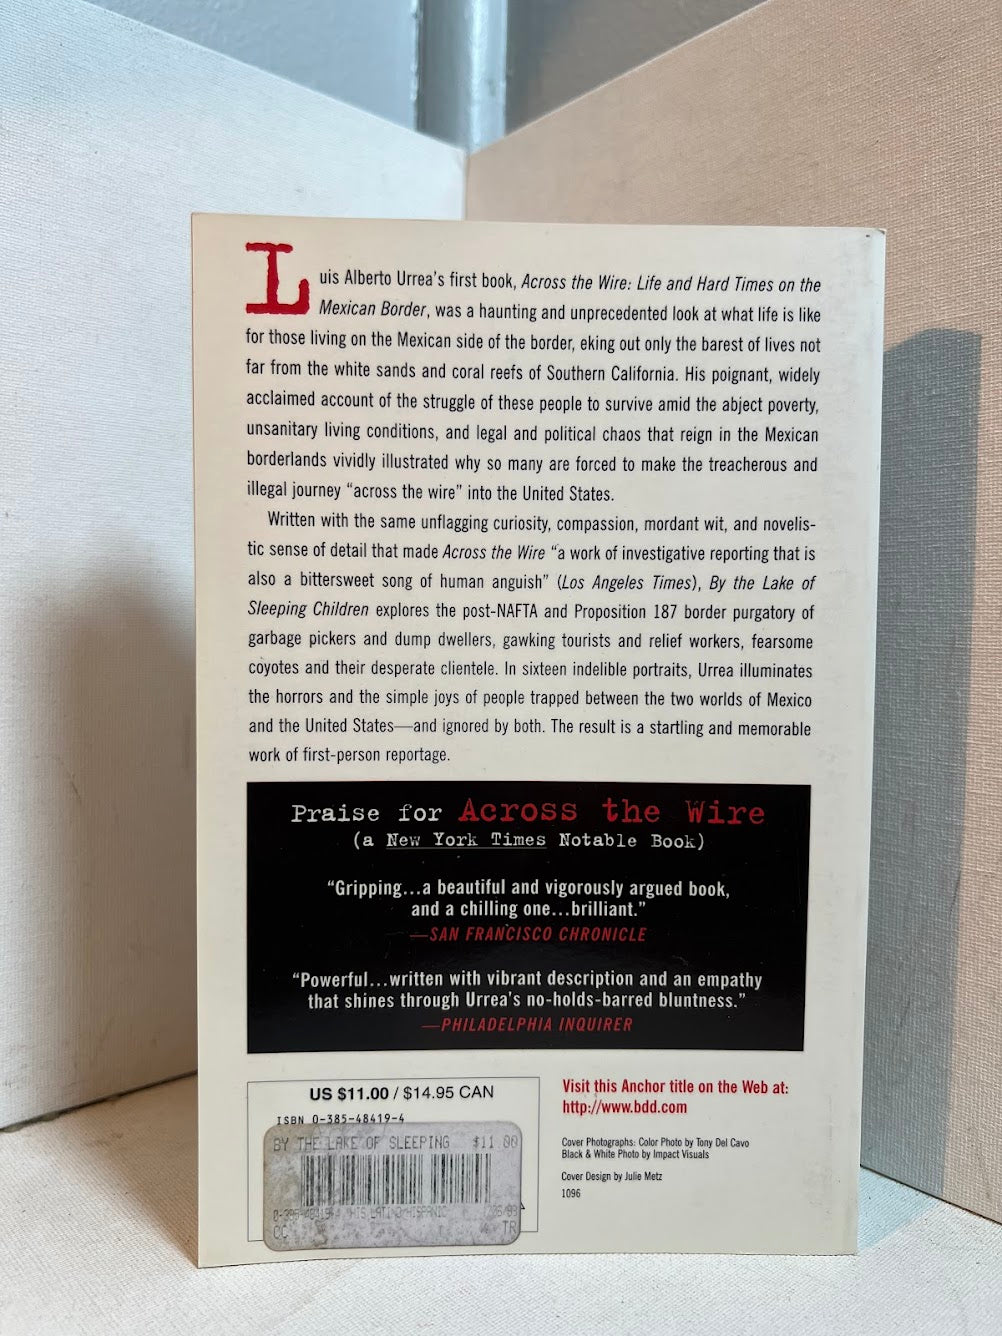 Luis Alberto Urrea's first book, Across the Wire: Life and Hard Times on the
Mexican Border, was a haunting and unprecedented look at what life is like
for those living on the Mexican side of the border, eking out only the barest of lives not
far from the white sands and coral reefs of Southern California. His poignant, widely
acclaimed account of the struggle of these people to survive amid the abject poverty,
unsanitary living conditions, and legal and political chaos that reign in the Mexican
borderlands vividly illustrated why so many are forced to make the treacherous and
illegal journey “across the wire” into the United States.
Written with the same unflagging curiosity, compassion, mordant wit, and novelis-
tic sense of detail that made Across the Wire “a work of investigative reporting that is
also a bittersweet song of human anguish” (Los Angeles Times), By the Lake of
Sleeping Children explores the post-NAFTA and Proposition 187 border purgatory of
garbage pickers and dump dwellers, gawking tourists and relief workers, fearsome
coyotes and their desperate clientele. In sixteen indelible portraits, Urrea illuminates
the horrors and the simple joys of people trapped between the two worlds of Mexico
and the United States—and ignored by both. The result is a startling and memorable
work of first-person reportage.
Praise for Across the Wire
(a New York Times Notable Book)
“Gripping...a beautiful and vigorously argued book,
and a chilling one...brilliant.”
—SAN FRANCISCO CHRONICLE
“Powerful...written with vibrant description and an empathy
that shines through Urrea's no-holds-barred bluntness.”
—PHILADELPHIA INQUIRER
US $11.00 / $14.95 CAN
ISBN 0-385-48419-4
BY THE LAKE OF SLEEPING $11.00
HIS LATINO/HISPANIC
TR
Visit this Anchor title on the Web at:
http://www.bdd.com
Cover Photographs: Color Photo by Tony Del Cavo
Black & White Photo by Impact Visuals
Cover Design by Julie Metz
1096